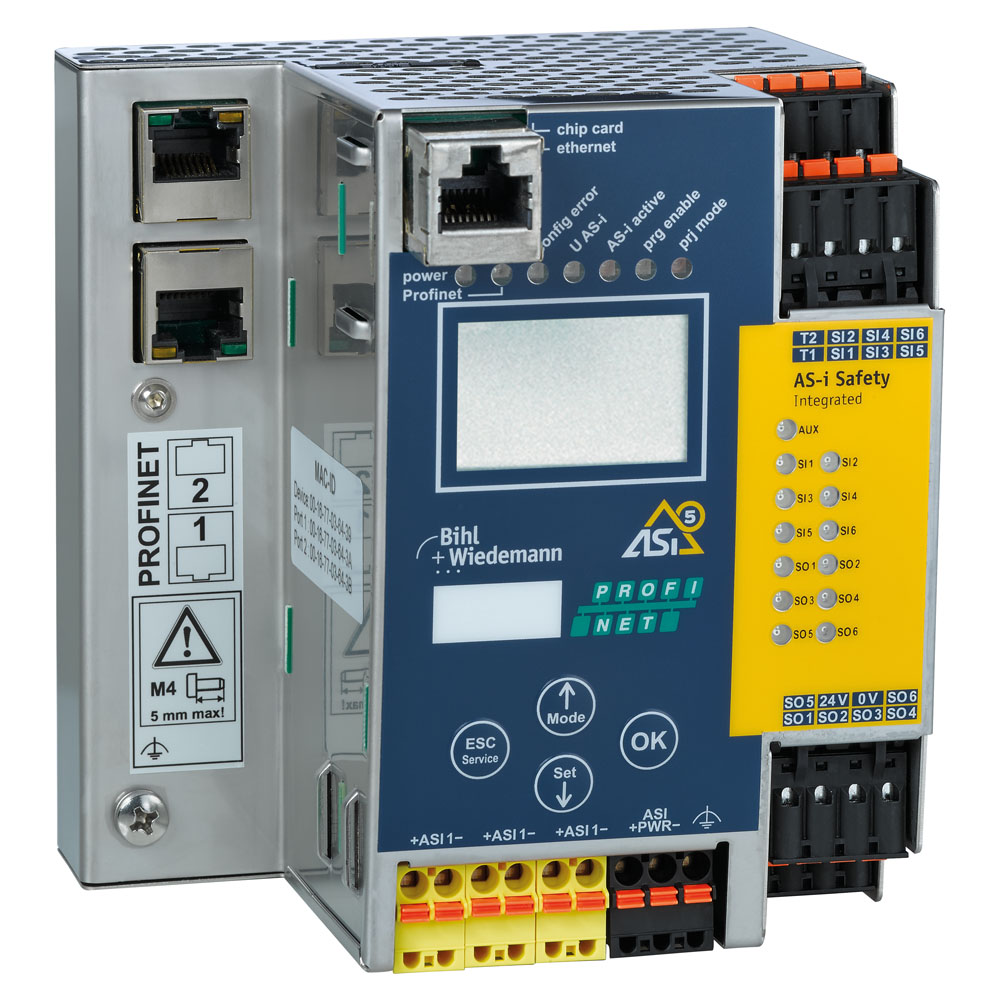 chip card
ethernet
config error
U AS-i
AS-i active
prg enable
prj mode
power
Profinet
T2 SI2 SI4 SI6
T1 SI1 SI3 SI5
AS-i Safety
Integrated
AUX
SI1 SI2
SI3 SI4
SI5 SI6
SO1 SO2
SO3 SO4
SO5 SO6
SO5 24V 0V SO6
SO1 SO2 SO3 SO4
PROFINET
2
1
M4
5 mm max!
MAC-ID
Bihl
+Wiedemann
ASi 5
PROFI
NET
Mode
ESC
Service
OK
Set
+ASI 1−
+ASI 1−
+ASI 1−
ASI
+PWR−